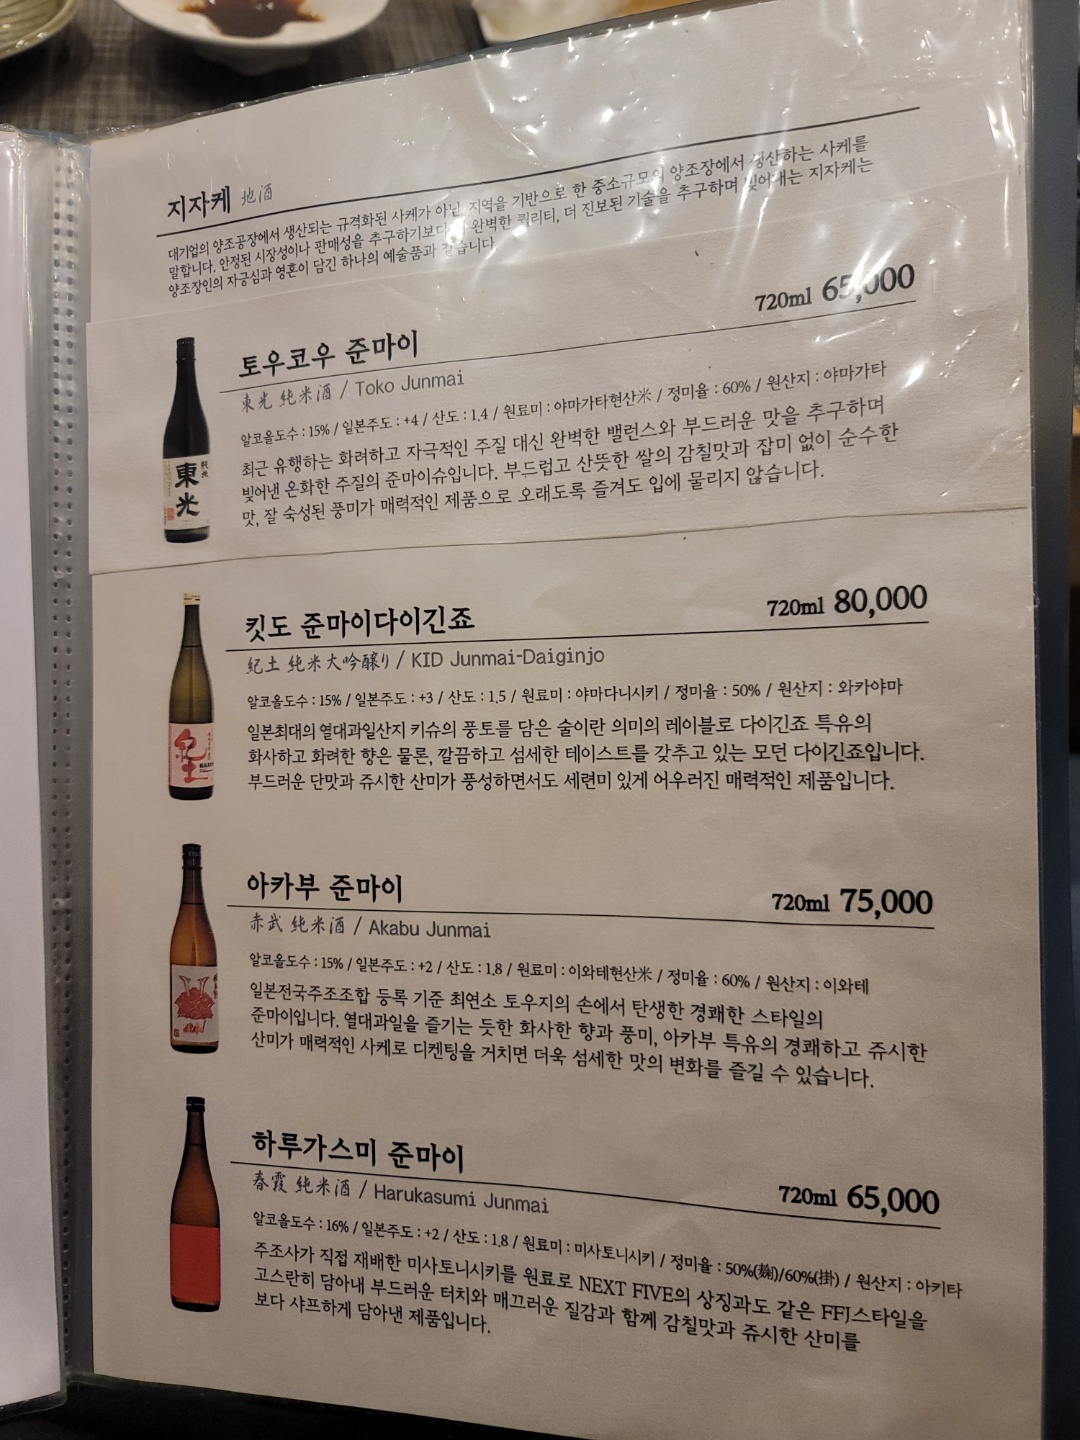 지자케 地酒
대기업의 양조공장에서 생산되는 규격화된 사케가 아닌, 지역을 기반으로 한 중소규모의 양조장에서 생산하는 사케를
말합니다. 안정된 시장성이나 판매성을 추구하기보다 완벽한 퀄리티, 더 진보된 기술을 추구하며 빚어내는 지자케는
양조장인의 자긍심과 영혼이 담긴 하나의 예술품과 같습니다
720ml 65,000
토우코우 준마이
東光 純米酒 / Toko Junmai
알코올도수 : 15% / 일본주도 : +4 / 산도 : 1.4 / 원료미 : 야마가타현산米 / 정미율 : 60% / 원산지 : 야마가타
최근 유행하는 화려하고 자극적인 주질 대신 완벽한 밸런스와 부드러운 맛을 추구하며
빚어낸 온화한 주질의 준마이슈입니다. 부드럽고 산뜻한 쌀의 감칠맛과 잡미 없이 순수한
맛, 잘 숙성된 풍미가 매력적인 제품으로 오래도록 즐겨도 입에 물리지 않습니다.
純米
東光
킷도 준마이다이긴죠
720ml 80,000
紀土 純米大吟醸り / KID Junmai-Daiginjo
알코올도수 : 15% / 일본주도 : +3 / 산도 : 1.5 / 원료미 : 야마다니시키 / 정미율 : 50% / 원산지 : 와카야마
일본최대의 열대과일산지 키슈의 풍토를 담은 술이란 의미의 레이블로 다이긴죠 특유의
화사하고 화려한 향은 물론, 깔끔하고 섬세한 테이스트를 갖추고 있는 모던 다이긴죠입니다.
부드러운 단맛과 쥬시한 산미가 풍성하면서도 세련미 있게 어우러진 매력적인 제품입니다.
아카부 준마이
720ml 75,000
赤武 純米酒 / Akabu Junmai
알코올도수 : 15% / 일본주도 : +2 / 산도 : 1.8 / 원료미 : 이와테현산米 / 정미율 : 60% / 원산지 : 이와테
일본전국주조조합 등록 기준 최연소 토우지의 손에서 탄생한 경쾌한 스타일의
준마이입니다. 열대과일을 즐기는 듯한 화사한 향과 풍미, 아카부 특유의 경쾌하고 쥬시한
산미가 매력적인 사케로 디켄팅을 거치면 더욱 섬세한 맛의 변화를 즐길 수 있습니다.
하루가스미 준마이
720ml 65,000
春霞 純米酒 / Harukasumi Junmai
알코올도수 : 16% / 일본주도 : +2 / 산도 : 1.8 / 원료미 : 미사토니시키 / 정미율 : 50%(麹)/60%(掛) / 원산지 : 아키타
주조사가 직접 재배한 미사토니시키를 원료로 NEXT FIVE의 상징과도 같은 FFJ스타일을
고스란히 담아내 부드러운 터치와 매끄러운 질감과 함께 감칠맛과 쥬시한 산미를
보다 샤프하게 담아낸 제품입니다.